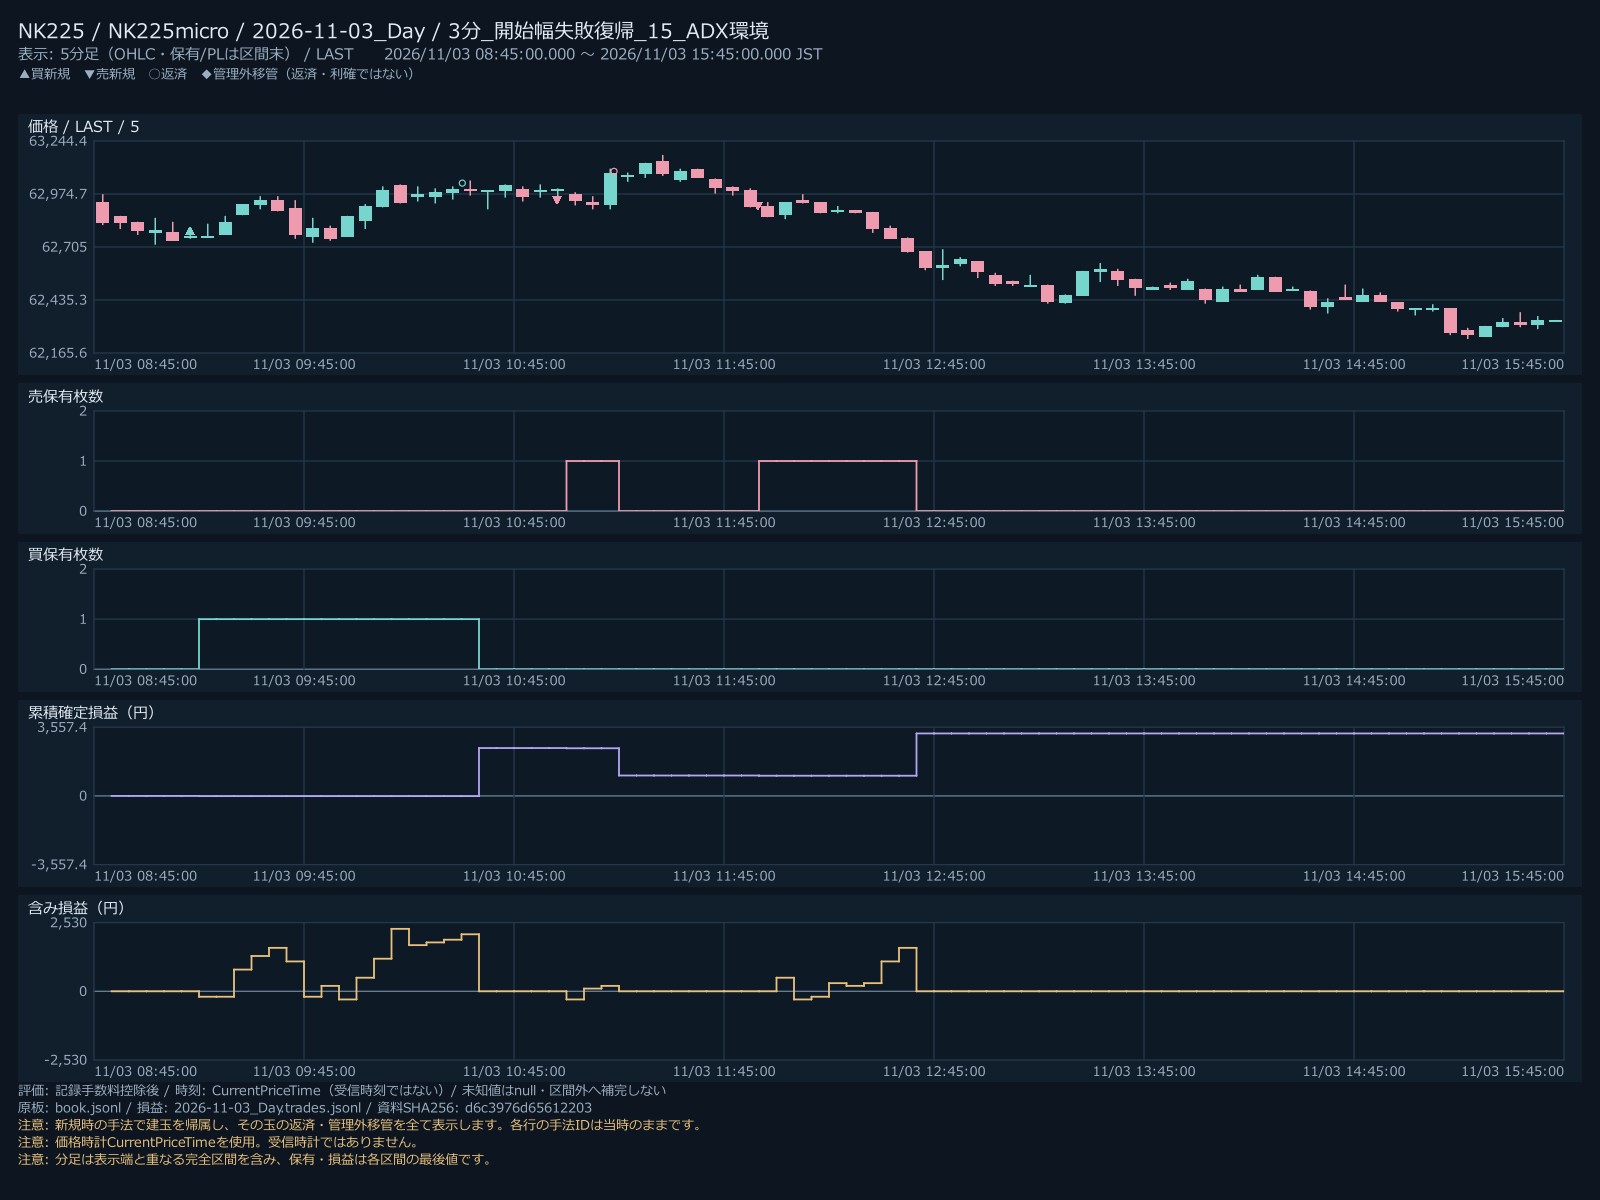 NK225 / NK225micro / 2026-11-03_Day / 3分_開始幅失敗復帰_15_ADX環境
表示: 5分足（OHLC・保有/PLは区間末） / LAST 2026/11/03 08:45:00.000 〜 2026/11/03 15:45:00.000 JST
▲買新規 ▼売新規 ○返済 ◆管理外移管（返済・利確ではない）
価格 / LAST / 5
63,244.4
62,974.7
62,705
62,435.3
62,165.6
11/03 08:45:00 11/03 09:45:00 11/03 10:45:00 11/03 11:45:00 11/03 12:45:00 11/03 13:45:00 11/03 14:45:00 11/03 15:45:00
売保有枚数
2
1
0
11/03 08:45:00 11/03 09:45:00 11/03 10:45:00 11/03 11:45:00 11/03 12:45:00 11/03 13:45:00 11/03 14:45:00 11/03 15:45:00
買保有枚数
2
1
0
11/03 08:45:00 11/03 09:45:00 11/03 10:45:00 11/03 11:45:00 11/03 12:45:00 11/03 13:45:00 11/03 14:45:00 11/03 15:45:00
累積確定損益（円）
3,557.4
0
-3,557.4
11/03 08:45:00 11/03 09:45:00 11/03 10:45:00 11/03 11:45:00 11/03 12:45:00 11/03 13:45:00 11/03 14:45:00 11/03 15:45:00
含み損益（円）
2,530
0
-2,530
11/03 08:45:00 11/03 09:45:00 11/03 10:45:00 11/03 11:45:00 11/03 12:45:00 11/03 13:45:00 11/03 14:45:00 11/03 15:45:00
評価: 記録手数料控除後 / 時刻: CurrentPriceTime（受信時刻ではない）/ 未知値はnull・区間外へ補完しない
原板: book.jsonl / 損益: 2026-11-03_Day.trades.jsonl / 資料SHA256: d6c3976d65612203
注意: 新規時の手法で建玉を帰属し、その玉の返済・管理外移管を全て表示します。各行の手法IDは当時のままです。
注意: 価格時計CurrentPriceTimeを使用。受信時計ではありません。
注意: 分足は表示端と重なる完全区間を含み、保有・損益は各区間の最後値です。